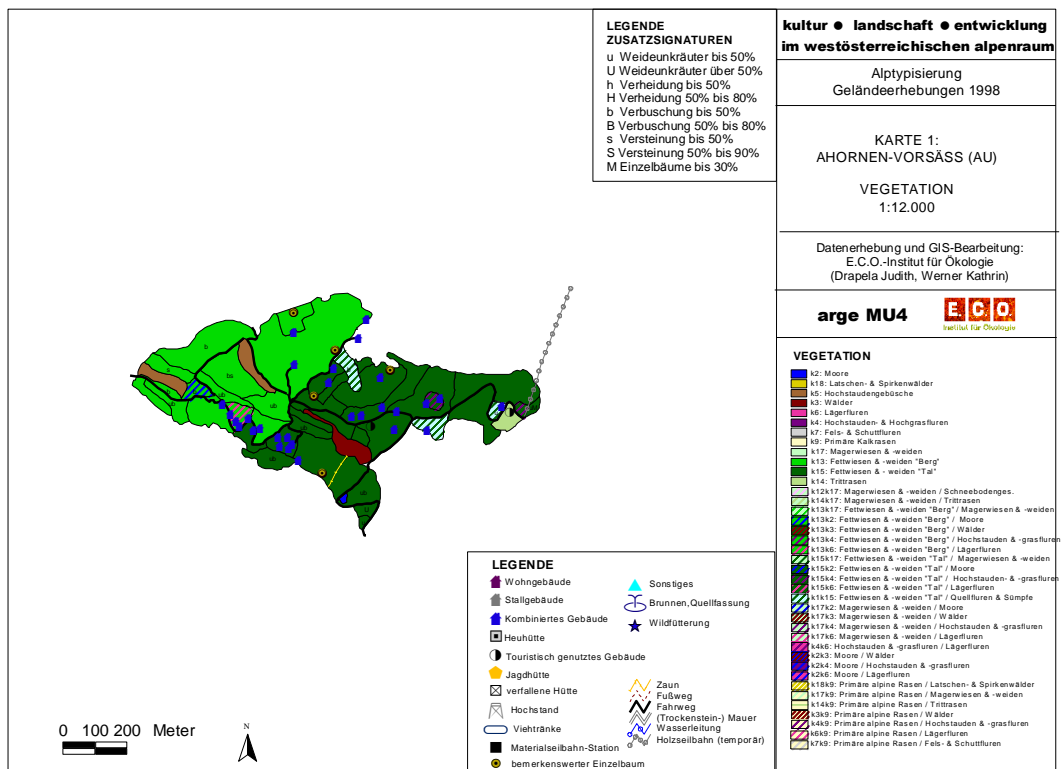 LEGENDE
ZUSATZSIGNATUREN
u Weideunkräuter bis 50%
U Weideunkräuter über 50%
h Verheidung bis 50%
H Verheidung 50% bis 80%
b Verbuschung bis 50%
B Verbuschung 50% bis 80%
s Versteinung bis 50%
S Versteinung 50% bis 90%
M Einzelbäume bis 30%
kultur ● landschaft ● entwicklung
im westösterreichischen alpenraum
Alptypisierung
Geländeerhebungen 1998
KARTE 1:
AHORNEN-VORSÄSS (AU)
VEGETATION
1:12.000
Datenerhebung und GIS-Bearbeitung:
E.C.O.-Institut für Ökologie
(Drapela Judith, Werner Kathrin)
arge MU4
E.C.O.
Institut für Ökologie
VEGETATION
k2: Moore
k18: Latschen- & Spirkenwälder
k5: Hochstaudengebüsche
k3: Wälder
k6: Lägerfluren
k4: Hochstauden- & Hochgrasfluren
k7: Fels- & Schuttfluren
k9: Primäre Kalkrasen
k17: Magerwiesen & -weiden
k13: Fettwiesen & -weiden "Berg"
k15: Fettwiesen & - weiden "Tal"
k14: Trittrasen
k12k17: Magerwiesen & -weiden / Schneebodenges.
k14k17: Magerwiesen & -weiden / Trittrasen
k13k17: Fettwiesen & -weiden "Berg" / Magerwiesen & -weiden
k13k2: Fettwiesen & -weiden "Berg" / Moore
k13k3: Fettwiesen & -weiden "Berg" / Wälder
k13k4: Fettwiesen & -weiden "Berg" / Hochstauden & -grasfluren
k13k6: Fettwiesen & -weiden "Berg" / Lägerfluren
k15k17: Fettwiesen & -weiden "Tal" / Magerwiesen & -weiden
k15k2: Fettwiesen & -weiden "Tal" / Moore
k15k4: Fettwiesen & -weiden "Tal" / Hochstauden- & -grasfluren
k15k6: Fettwiesen & -weiden "Tal" / Lägerfluren
k1k15: Fettwiesen & -weiden "Tal" / Quellfluren & Sümpfe
k17k2: Magerwiesen & -weiden / Moore
k17k3: Magerwiesen & -weiden / Wälder
k17k4: Magerwiesen & -weiden / Hochstauden & -grasfluren
k17k6: Magerwiesen & -weiden / Lägerfluren
k4k6: Hochstauden & -grasfluren / Lägerfluren
k2k3: Moore / Wälder
k2k4: Moore / Hochstauden & -grasfluren
k2k6: Moore / Lägerfluren
k18k9: Primäre alpine Rasen / Latschen- & Spirkenwälder
k17k9: Primäre alpine Rasen / Magerwiesen & -weiden
k14k9: Primäre alpine Rasen / Trittrasen
k3k9: Primäre alpine Rasen / Wälder
k4k9: Primäre alpine Rasen / Hochstauden & -grasfluren
k6k9: Primäre alpine Rasen / Lägerfluren
k7k9: Primäre alpine Rasen / Fels- & Schuttfluren
LEGENDE
Wohngebäude
Stallgebäude
Kombiniertes Gebäude
Heuhütte
Touristisch genutztes Gebäude
Jagdhütte
verfallene Hütte
Hochstand
Viehtränke
Materialseilbahn-Station
bemerkenswerter Einzelbaum
Sonstiges
Brunnen,Quellfassung
Wildfütterung
Zaun
Fußweg
Fahrweg
(Trockenstein-) Mauer
Wasserleitung
Holzseilbahn (temporär)
0 100 200 Meter
N
b
s
bs
ub